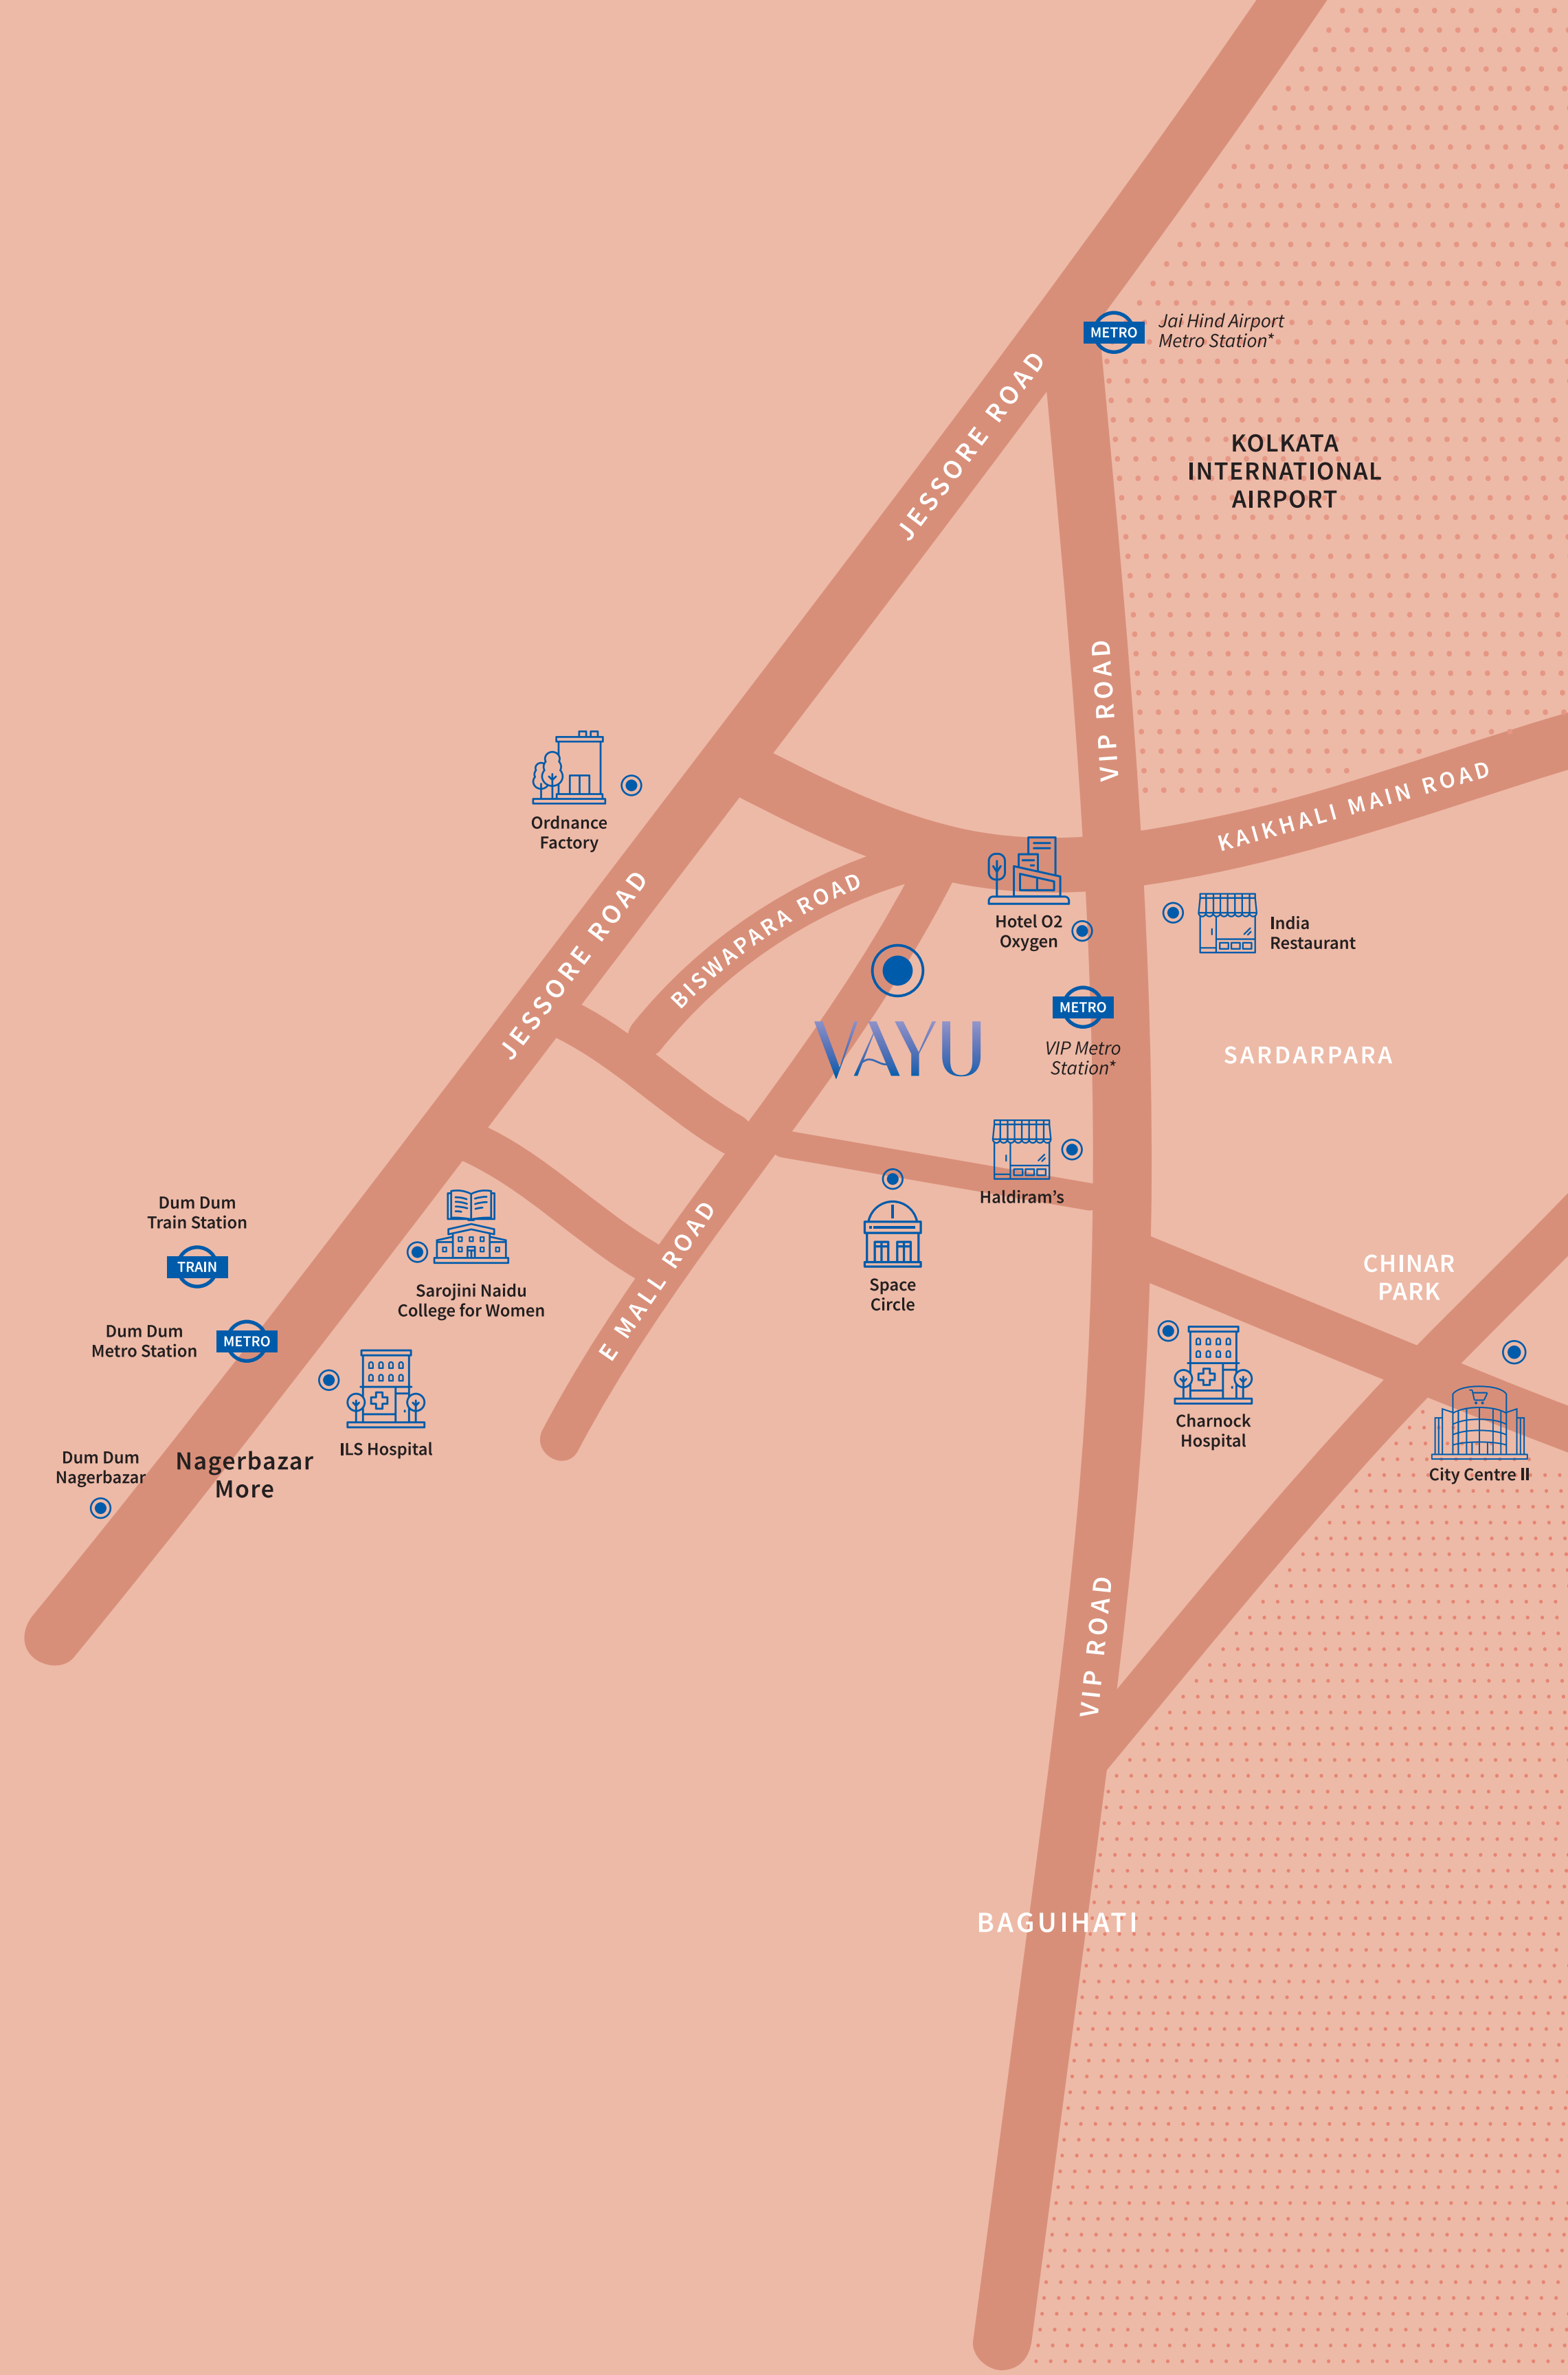 METRO
Jai Hind Airport
Metro Station*
JESSORE ROAD
KOLKATA
INTERNATIONAL
AIRPORT
VIP ROAD
KAIKHALI MAIN ROAD
Ordnance
Factory
JESSORE ROAD
BISWAPARA ROAD
Hotel O2
Oxygen
India
Restaurant
VAYU
METRO
VIP Metro
Station*
SARDARPARA
Haldiram's
Dum Dum
Train Station
TRAIN
Dum Dum
Metro Station
METRO
Sarojini Naidu
College for Women
E MALL ROAD
Space
Circle
CHINAR
PARK
Charnock
Hospital
City Centre II
ILS Hospital
Dum Dum
Nagerbazar
Nagerbazar
More
VIP ROAD
BAGUIHATI